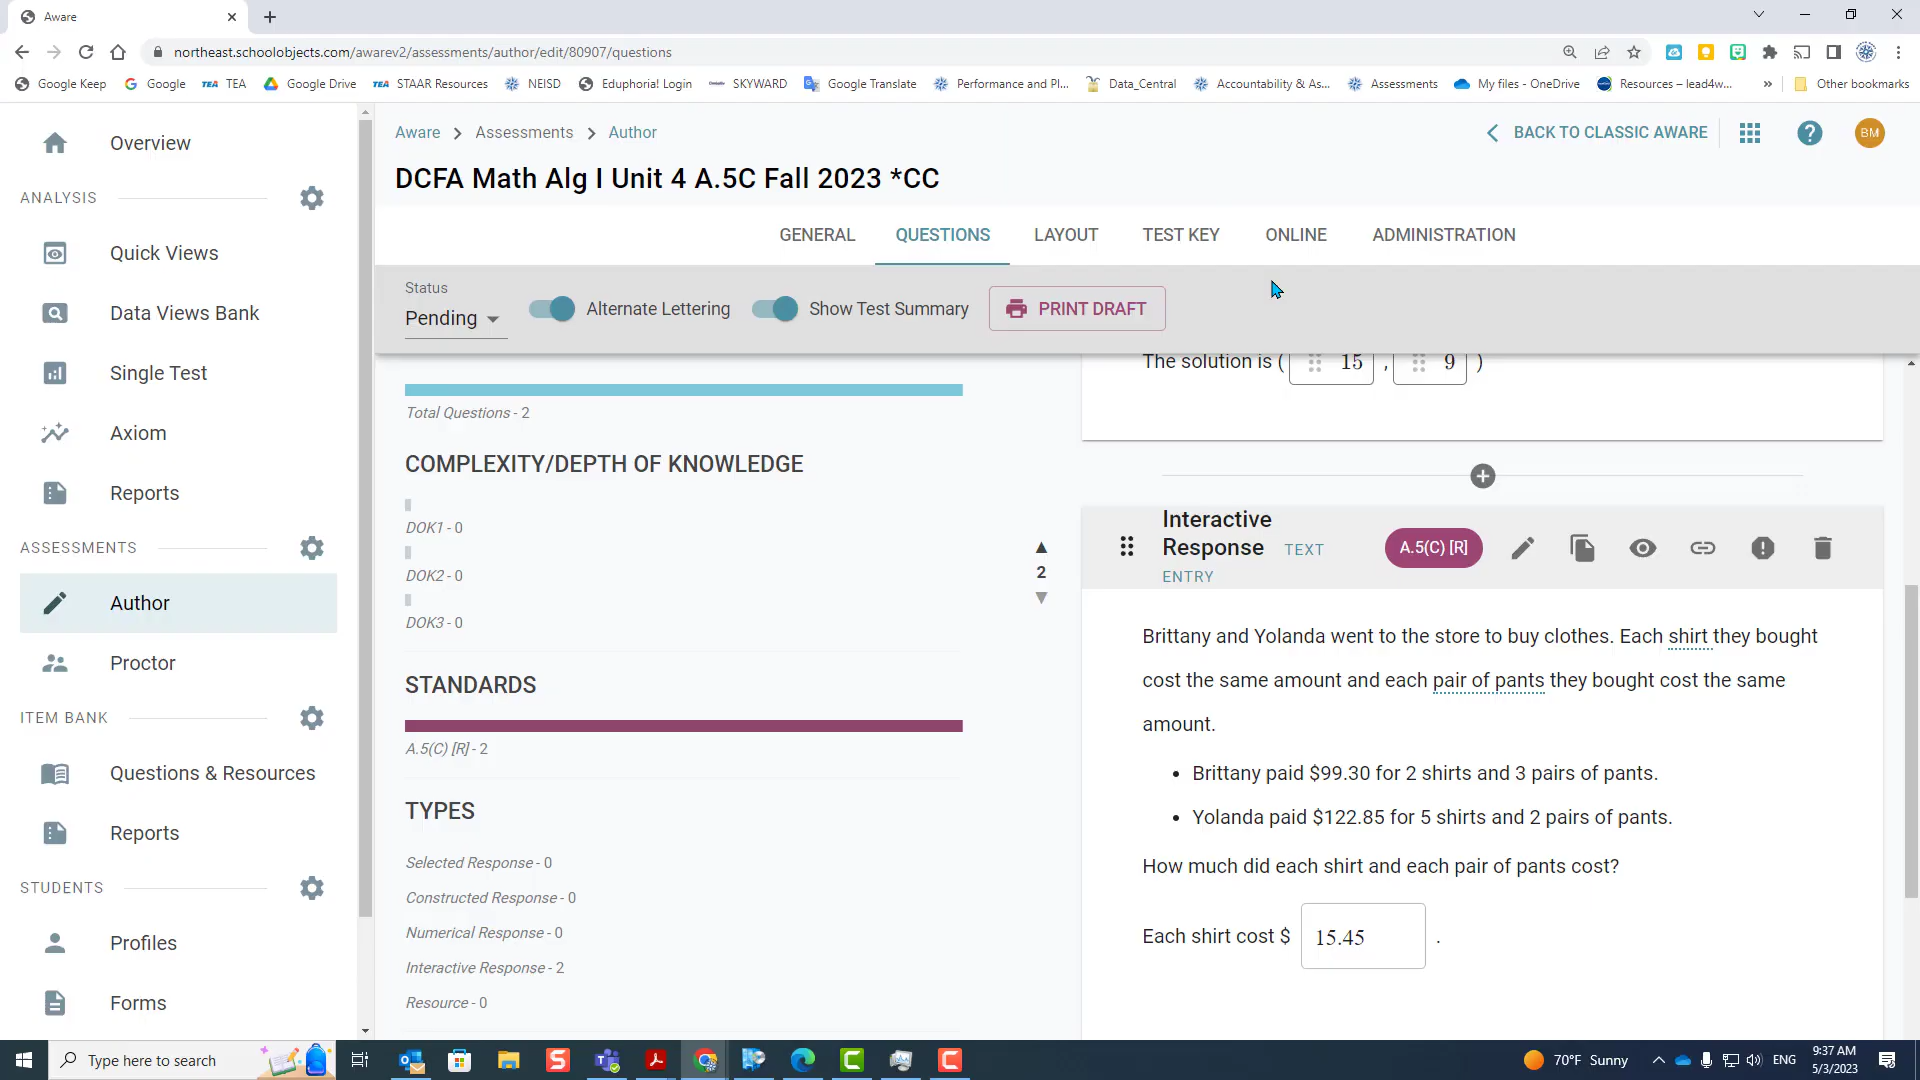 Aware
northeast.schoolobjects.com/awarev2/assessments/author/edit/80907/questions
Google Keep Google TEA TEA Google Drive TEA STAAR Resources NEISD Eduphoria! Login SKYWARD Google Translate Performance and Pl... Data_Central Accountability & As... Assessments My files - OneDrive Resources – lead4w... » Other bookmarks
Overview
ANALYSIS
Quick Views
Data Views Bank
Single Test
Axiom
Reports
ASSESSMENTS
Author
Proctor
ITEM BANK
Questions & Resources
Reports
STUDENTS
Profiles
Forms
Aware > Assessments > Author
BACK TO CLASSIC AWARE
? BM
DCFA Math Alg I Unit 4 A.5C Fall 2023 *CC
GENERAL QUESTIONS LAYOUT TEST KEY ONLINE ADMINISTRATION
Status
Pending
Alternate Lettering Show Test Summary PRINT DRAFT
Total Questions - 2
COMPLEXITY/DEPTH OF KNOWLEDGE
DOK1 - 0
DOK2 - 0
DOK3 - 0
STANDARDS
A.5(C) [R] - 2
TYPES
Selected Response - 0
Constructed Response - 0
Numerical Response - 0
Interactive Response - 2
Resource - 0
The solution is ( 15 , 9 )
2
Interactive
Response TEXT
ENTRY
A.5(C) [R]
Brittany and Yolanda went to the store to buy clothes. Each shirt they bought
cost the same amount and each pair of pants they bought cost the same
amount.
• Brittany paid $99.30 for 2 shirts and 3 pairs of pants.
• Yolanda paid $122.85 for 5 shirts and 2 pairs of pants.
How much did each shirt and each pair of pants cost?
Each shirt cost $ 15.45 .
Type here to search
70°F Sunny
ENG
9:37 AM
5/3/2023